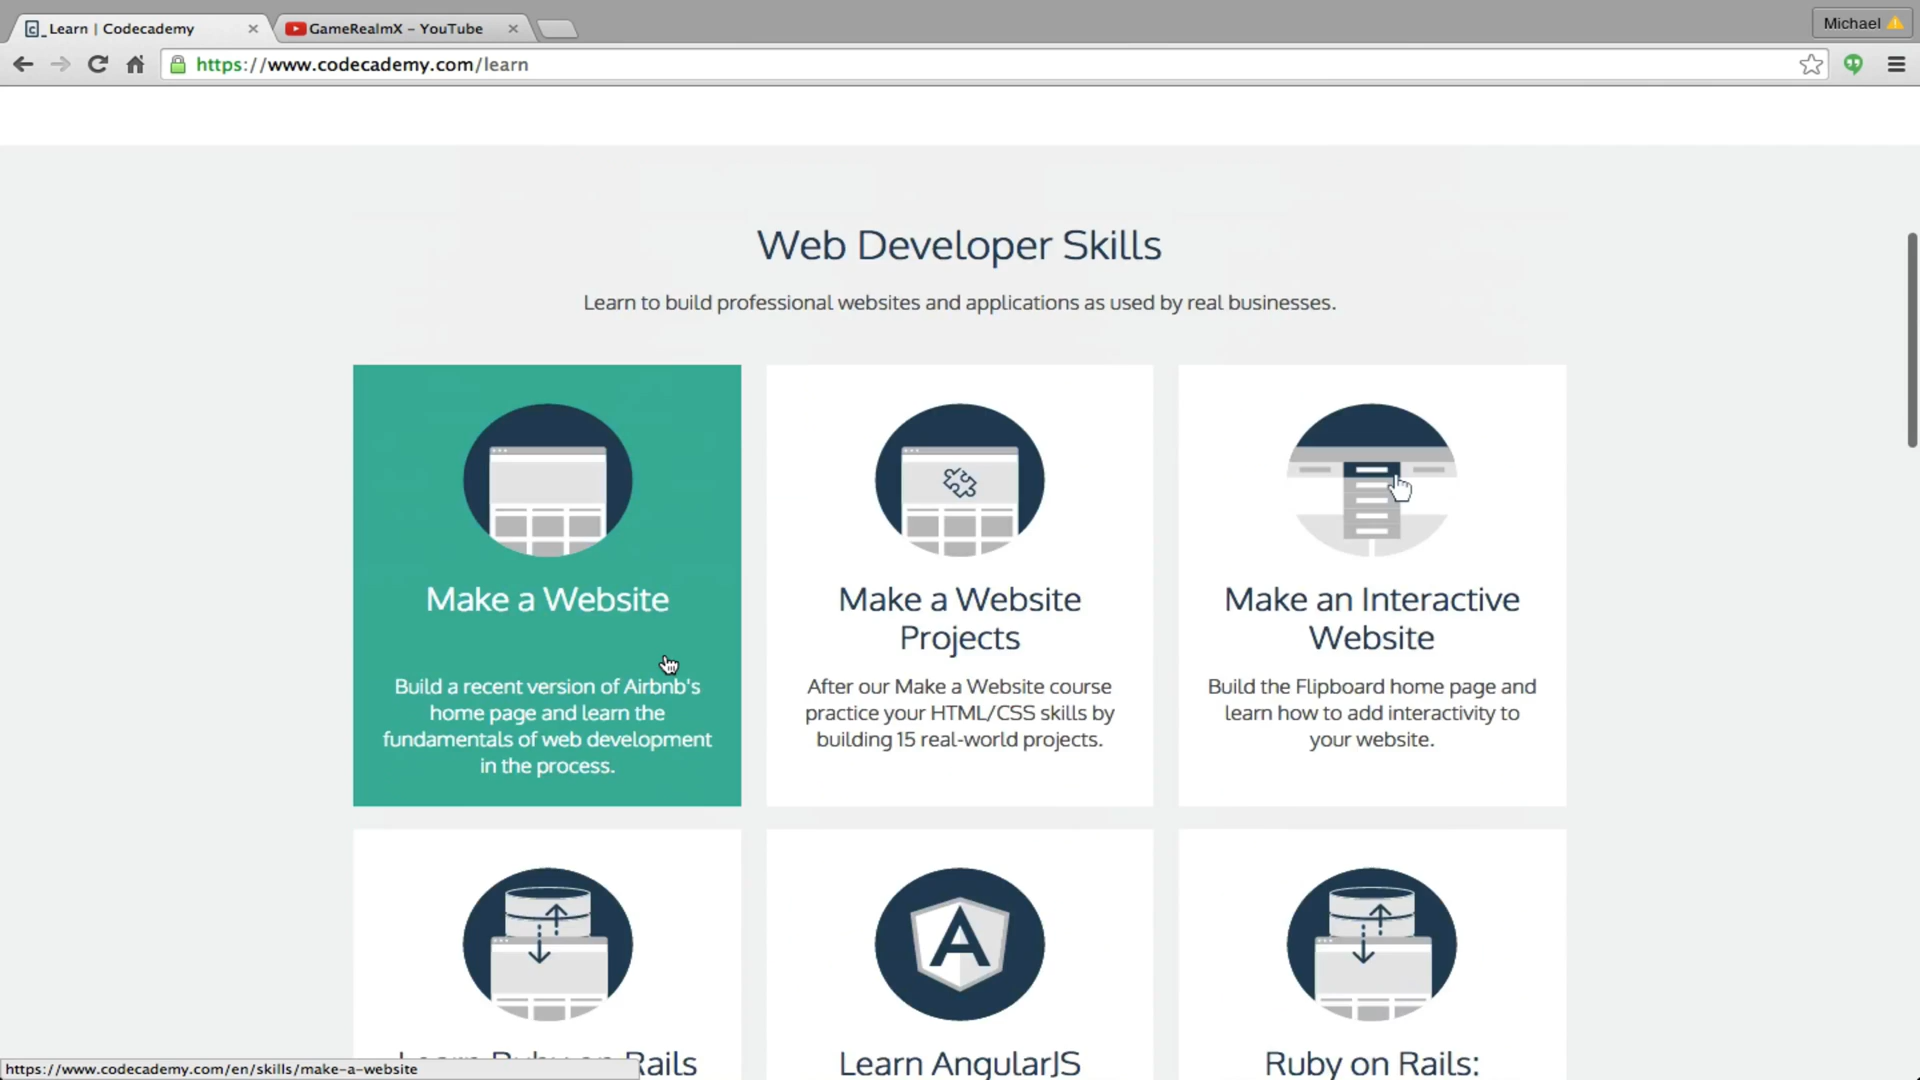 Learn | Codecademy
GameRealmX – YouTube
Michael
https://www.codecademy.com/learn
Web Developer Skills
Learn to build professional websites and applications as used by real businesses.
Make a Website
Build a recent version of Airbnb's
home page and learn the
fundamentals of web development
in the process.
Make a Website
Projects
After our Make a Website course
practice your HTML/CSS skills by
building 15 real-world projects.
Make an Interactive
Website
Build the Flipboard home page and
learn how to add interactivity to
your website.
Learn Ruby on Rails
Learn AngularJS
Ruby on Rails:
https://www.codecademy.com/en/skills/make-a-website